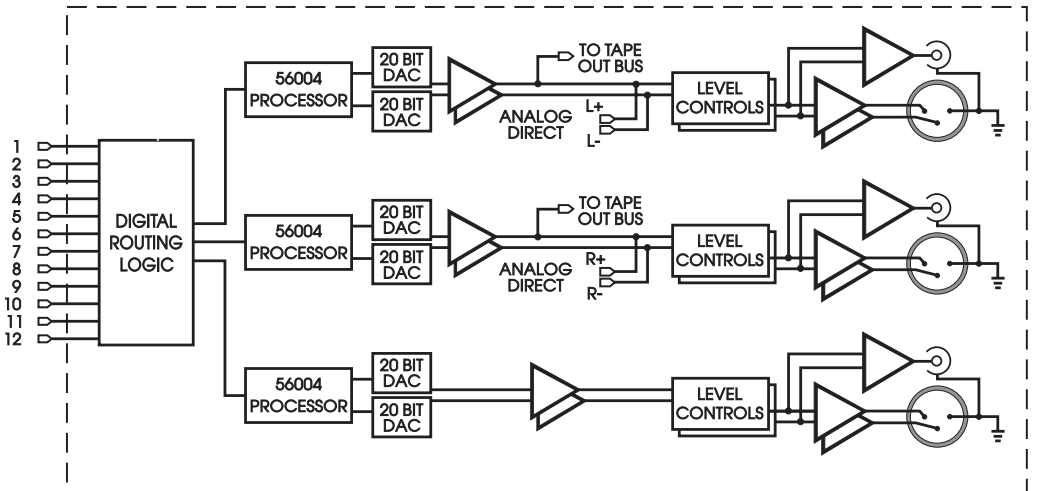 1
2
3
4
5
6
7
8
9
10
11
12
DIGITAL
ROUTING
LOGIC
56004
PROCESSOR
20 BIT
DAC
20 BIT
DAC
TO TAPE
OUT BUS
ANALOG
DIRECT
L+
L-
LEVEL
CONTROLS
56004
PROCESSOR
20 BIT
DAC
20 BIT
DAC
TO TAPE
OUT BUS
ANALOG
DIRECT
R+
R-
LEVEL
CONTROLS
56004
PROCESSOR
20 BIT
DAC
20 BIT
DAC
LEVEL
CONTROLS